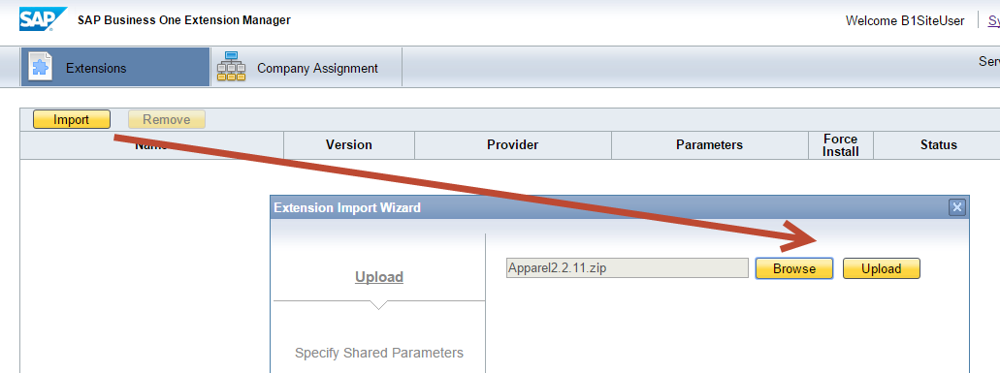 SAP SAP Business One Extension Manager
Welcome B1SiteUser Sy
Extensions Company Assignment Serv
Import Remove
Name Version Provider Parameters Force Install Status
Extension Import Wizard
Upload Apparel2.2.11.zip Browse Upload
Specify Shared Parameters